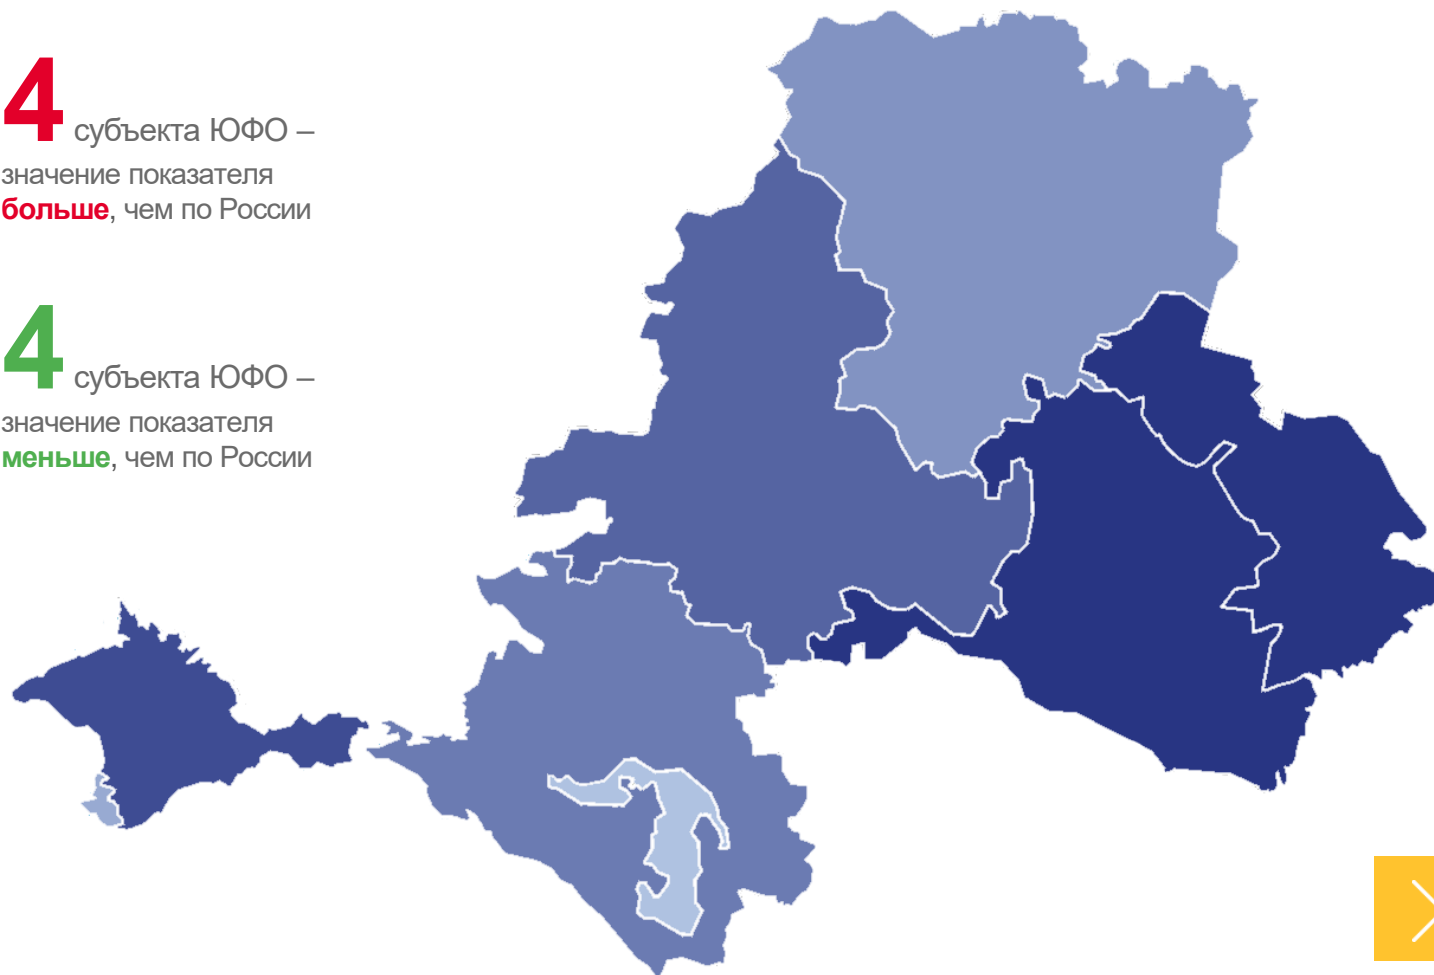 4 субъекта ЮФО –
значение показателя
больше, чем по России
4 субъекта ЮФО –
значение показателя
меньше, чем по России